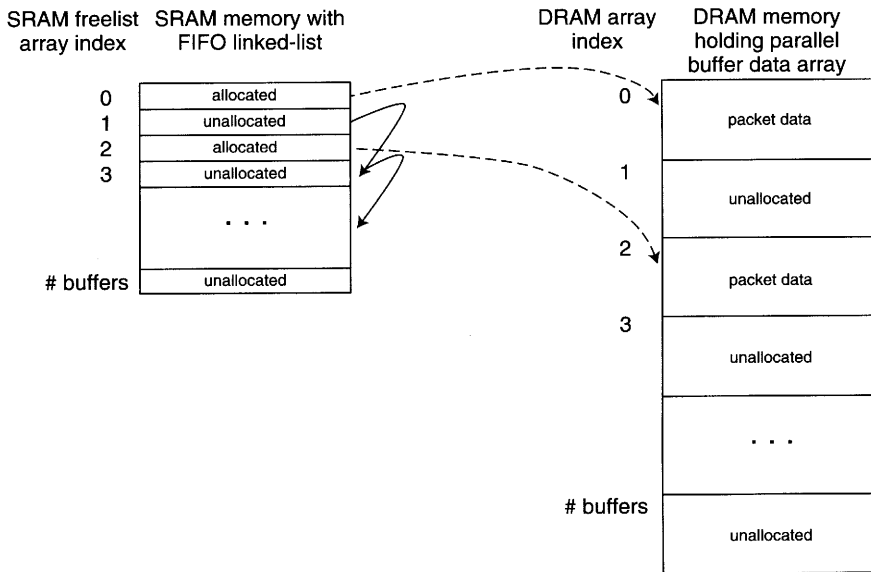 SRAM freelist
array index
SRAM memory with
FIFO linked-list
0
allocated
1
unallocated
2
allocated
3
unallocated
. . .
# buffers
unallocated
DRAM array
index
DRAM memory
holding parallel
buffer data array
0
packet data
1
unallocated
2
packet data
3
unallocated
. . .
# buffers
unallocated